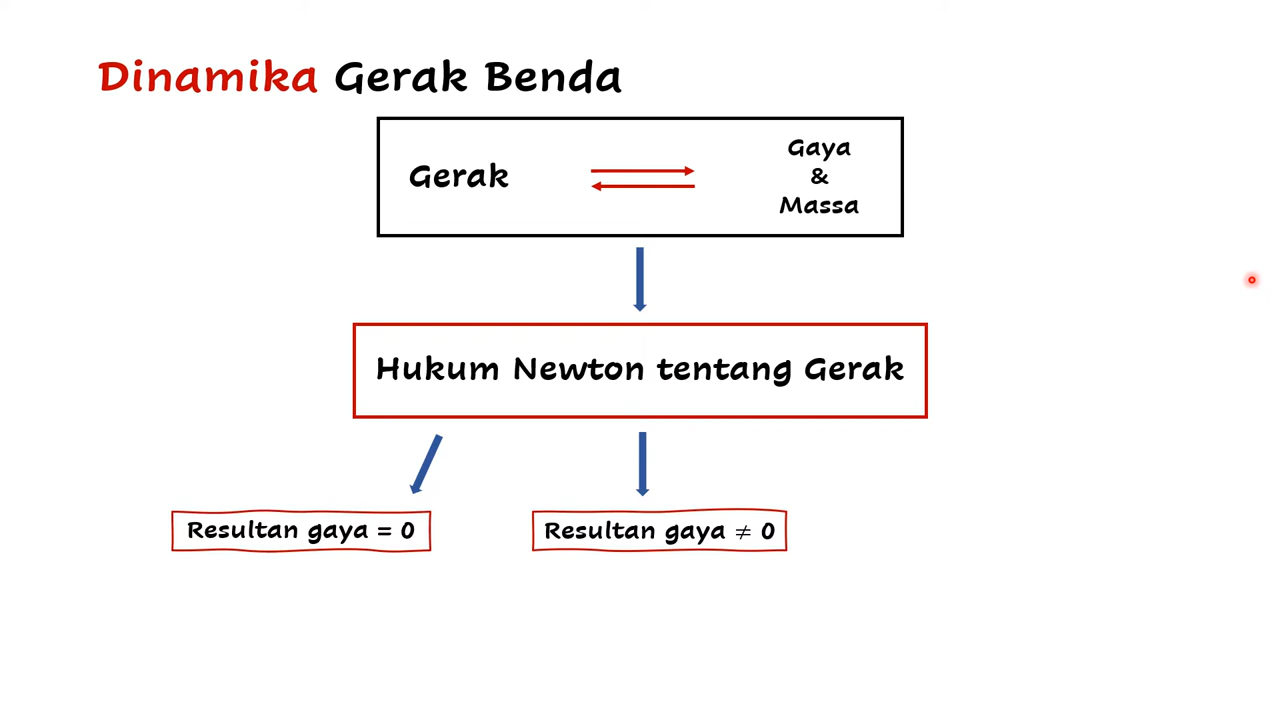 Dinamika Gerak Benda
Gerak
Gaya
&
Massa
Hukum Newton tentang Gerak
Resultan gaya = 0
Resultan gaya ≠ 0